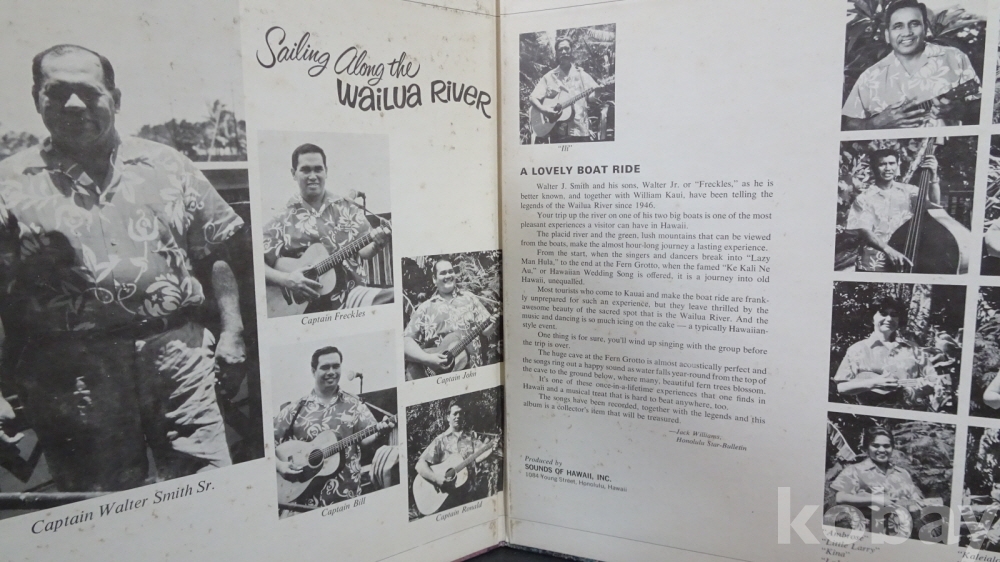 Sailing Along the
WAILUA RIVER
Captain Freckles
Captain John
Captain Bill
Captain Ronald
Captain Walter Smith Sr.
"Ili"
A LOVELY BOAT RIDE
Walter J. Smith and his sons, Walter Jr. or "Freckles," as he is
better known, and together with William Kaui, have been telling the
legends of the Wailua River since 1946.
Your trip up the river on one of his two big boats is one of the most
pleasant experiences a visitor can have in Hawaii.
The placid river and the green, lush mountains that can be viewed
from the boats, make the almost hour-long journey a lasting experience.
From the start, when the singers and dancers break into "Lazy
Man Hula," to the end at the Fern Grotto, when the famed "Ke Kali Ne
Au," or Hawaiian Wedding Song is offered, it is a journey into old
Hawaii, unequalled.
Most tourists who come to Kauai and make the boat ride are frank-
ly unprepared for such an experience, but they leave thrilled by the
awesome beauty of the sacred spot that is the Wailua River. And the
music and dancing is so much icing on the cake — a typically Hawaiian-
style event.
One thing is for sure, you'll wind up singing with the group before
the trip is over.
The huge cave at the Fern Grotto is almost acoustically perfect and
the songs ring out a happy sound as water falls year-round from the top of
the cave to the ground below, where many, beautiful fern trees blossom.
It's one of these once-in-a-lifetime experiences that one finds in
Hawaii and a musical treat that is hard to beat anywhere, too.
The songs have been recorded, together with the legends and this
album is a collector's item that will be treasured.
—Jack Williams,
Honolulu Star-Bulletin
Produced by
SOUNDS OF HAWAII, INC.
1084 Young Street, Honolulu, Hawaii
"Ambrose"
"Little Larry"
"Kina"
kobay